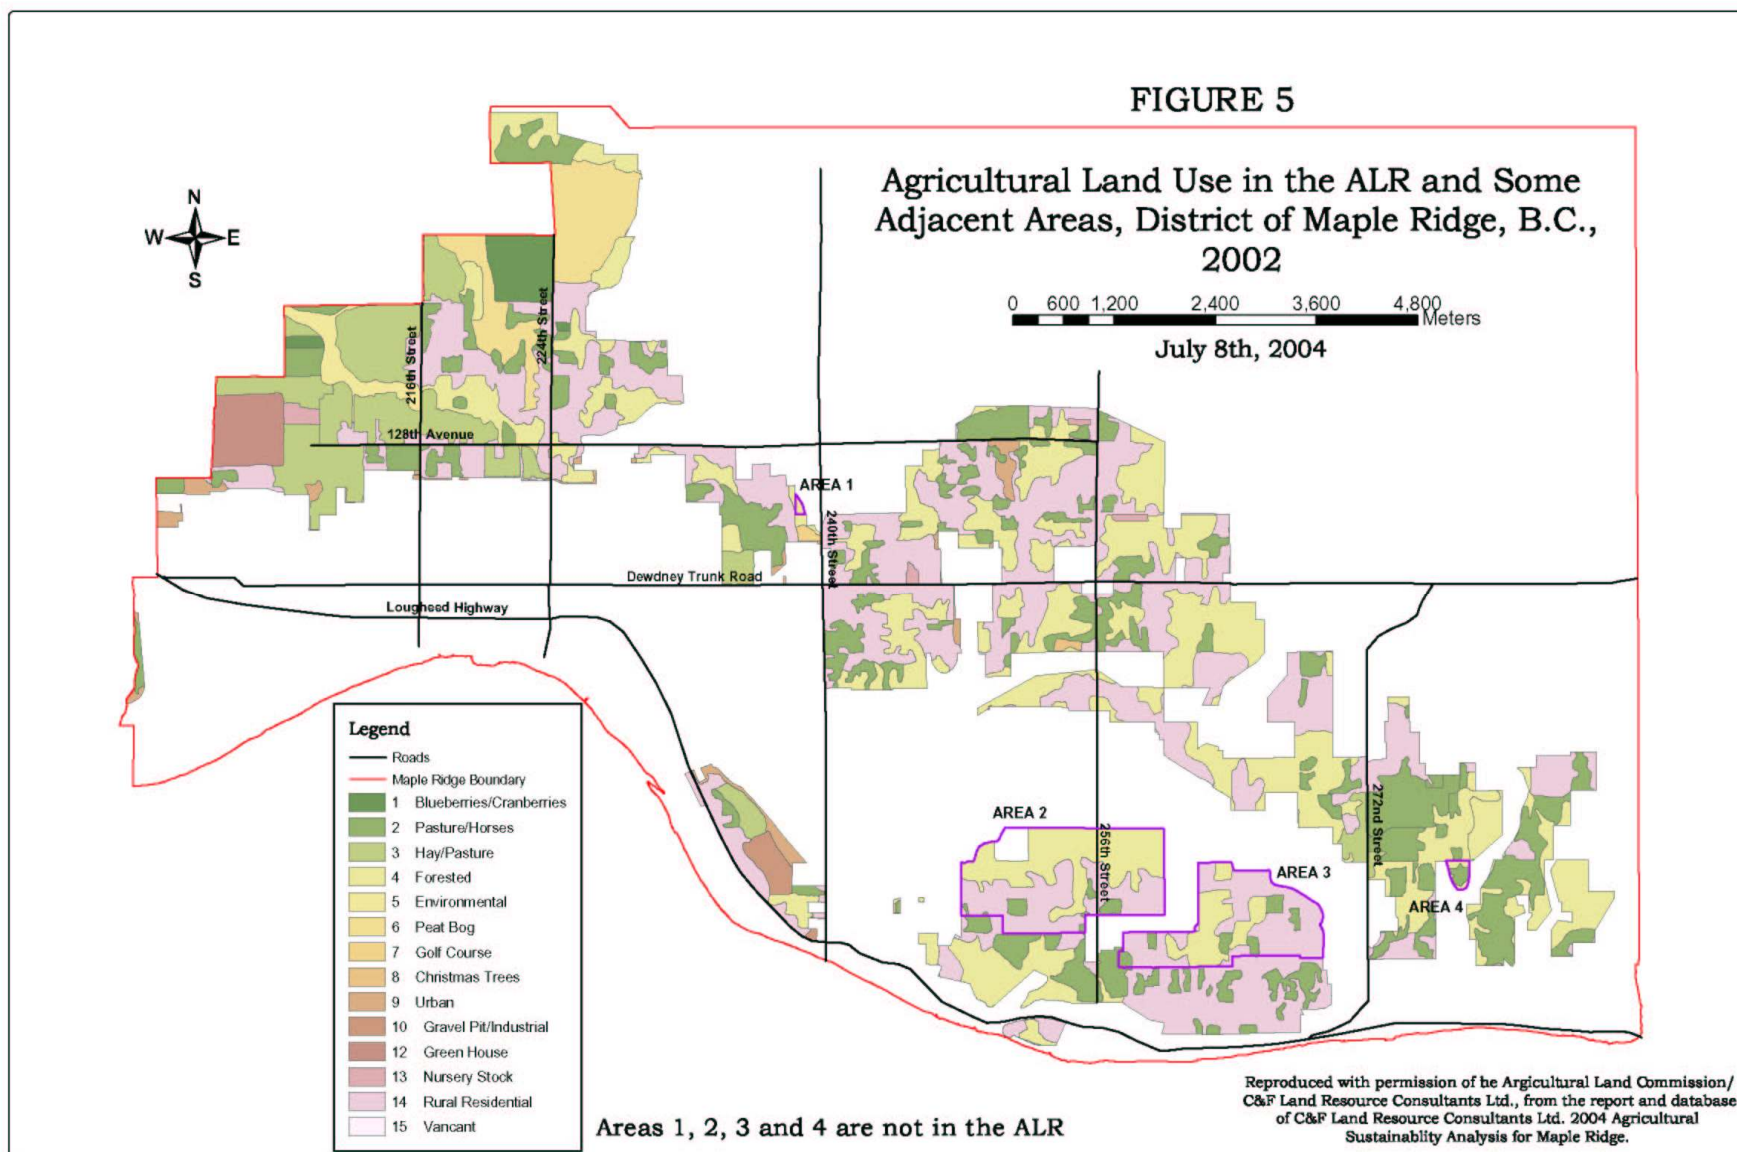 FIGURE 5
Agricultural Land Use in the ALR and Some
Adjacent Areas, District of Maple Ridge, B.C.,
2002
N
W E
S
0 600 1,200 2,400 3,600 4,800
Meters
July 8th, 2004
216th Street
224th Street
128th Avenue
AREA 1
240th Street
Dewdney Trunk Road
Lougheed Highway
272nd Street
AREA 2
256th Street
AREA 3
AREA 4
Legend
Roads
Maple Ridge Boundary
1 Blueberries/Cranberries
2 Pasture/Horses
3 Hay/Pasture
4 Forested
5 Environmental
6 Peat Bog
7 Golf Course
8 Christmas Trees
9 Urban
10 Gravel Pit/Industrial
12 Green House
13 Nursery Stock
14 Rural Residential
15 Vancant
Areas 1, 2, 3 and 4 are not in the ALR
Reproduced with permission of he Argicultural Land Commission/
C&F Land Resource Consultants Ltd., from the report and database
of C&F Land Resource Consultants Ltd. 2004 Agricultural
Sustainablity Analysis for Maple Ridge.